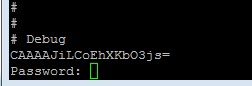 #
#
# Debug
CAAAAJiLCoEhXKbO3js=
Password: